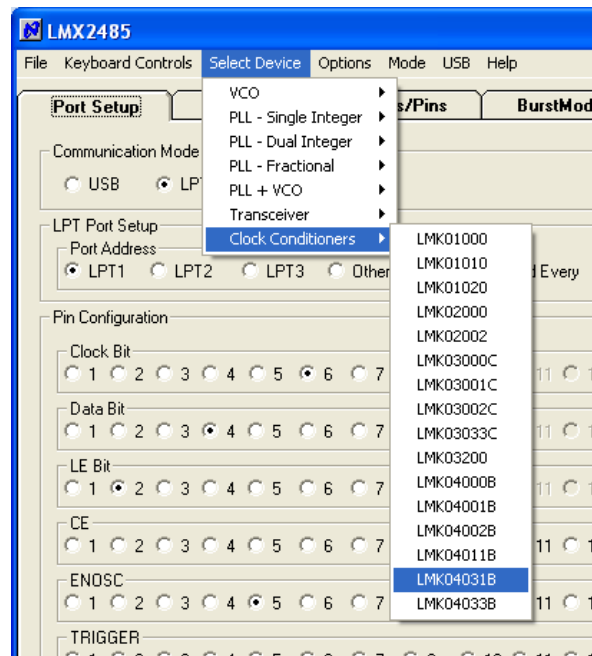 LMX2485
File Keyboard Controls Select Device Options Mode USB Help
Port Setup s/Pins BurstMod
VCO
PLL - Single Integer
PLL - Dual Integer
PLL - Fractional
PLL + VCO
Transceiver
Clock Conditioners
Communication Mode
USB LPT
LPT Port Setup
Port Address
LPT1 LPT2 LPT3 Other Every
LMK01000
LMK01010
LMK01020
LMK02000
LMK02002
LMK03000C
LMK03001C
LMK03002C
LMK03033C
LMK03200
LMK04000B
LMK04001B
LMK04002B
LMK04011B
LMK04031B
LMK04033B
Pin Configuration
Clock Bit
1 2 3 4 5 6 7 11
Data Bit
1 2 3 4 5 6 7 11
LE Bit
1 2 3 4 5 6 7 11
CE
1 2 3 4 5 6 7 11
ENOSC
1 2 3 4 5 6 7 11
TRIGGER